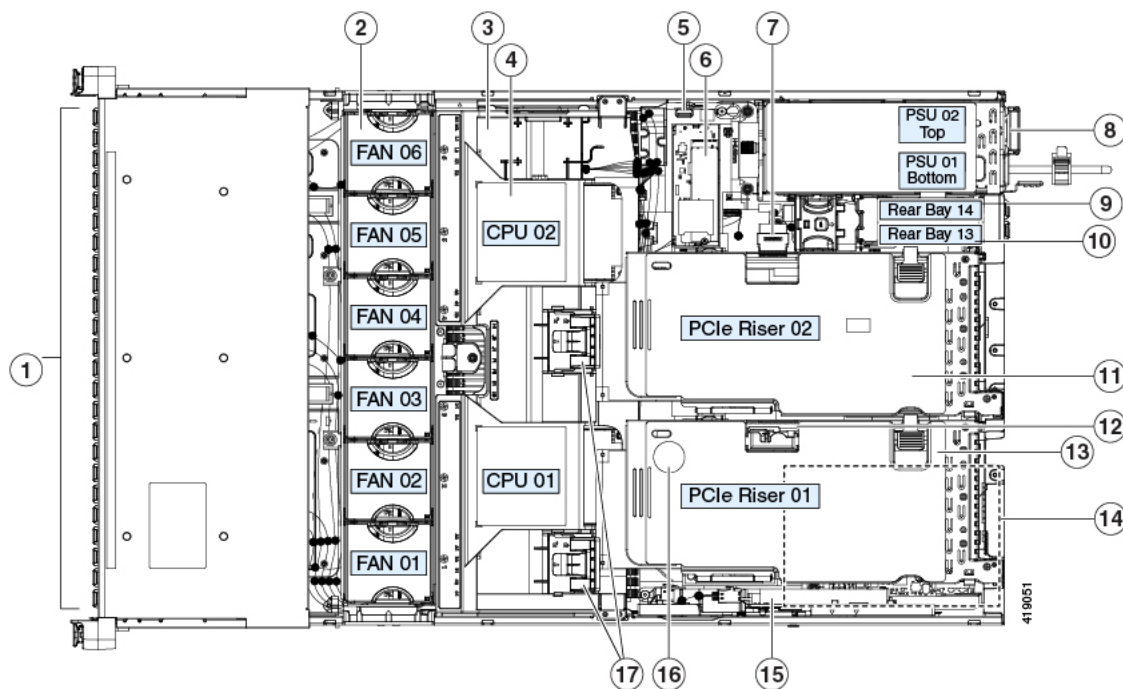 2
3
4
5
6
7
PSU 02
Top
8
FAN 06
PSU 01
Bottom
9
Rear Bay 14
FAN 05
CPU 02
Rear Bay 13
10
FAN 04
PCIe Riser 02
1
11
FAN 03
12
13
FAN 02
CPU 01
PCIe Riser 01
14
FAN 01
419051
17
16
15